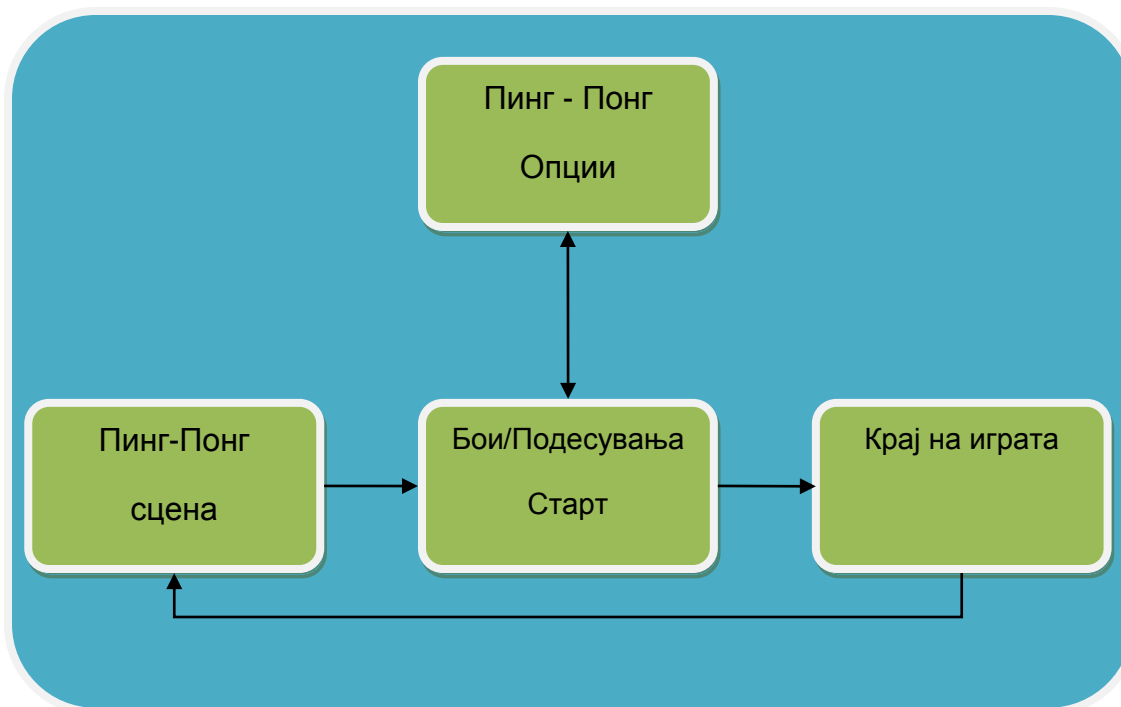 Пинг - Понг
Опции
Пинг-Понг
сцена
Бои/Подесувања
Старт
Крај на играта